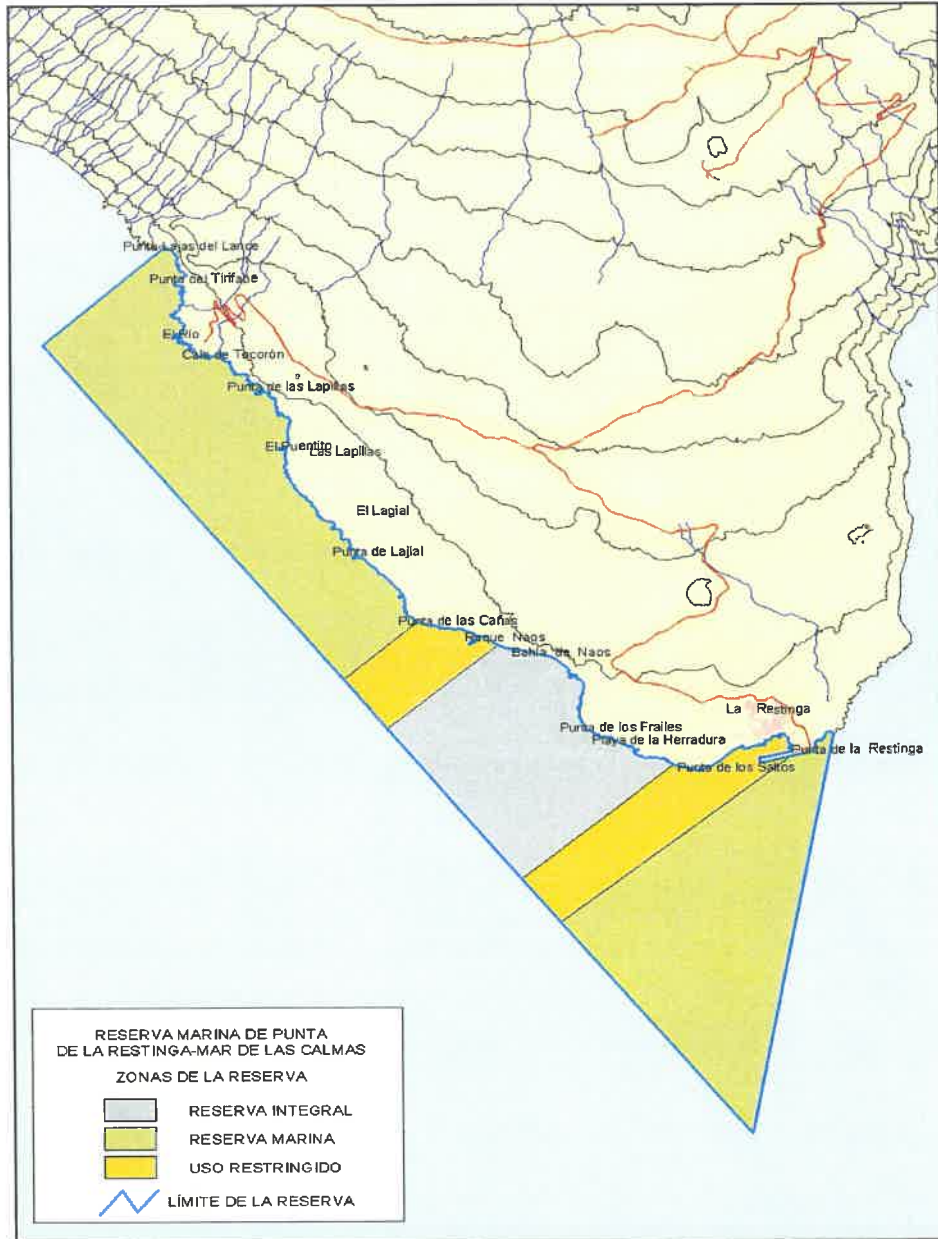 Punta Lajas del Lance
Punta del Tirifabe
El Río
Cala de Tacorón
Punta de las Lapillas
El Puentito
Las Lapillas
El Lagial
Punta de Lajial
Punta de las Cañas
Roque Naos
Bahía de Naos
La Restinga
Punta de los Frailes
Playa de la Herradura
Punta de la Restinga
Punta de los Saltos
RESERVA MARINA DE PUNTA
DE LA RESTINGA-MAR DE LAS CALMAS
ZONAS DE LA RESERVA
RESERVA INTEGRAL
RESERVA MARINA
USO RESTRINGIDO
LÍMITE DE LA RESERVA